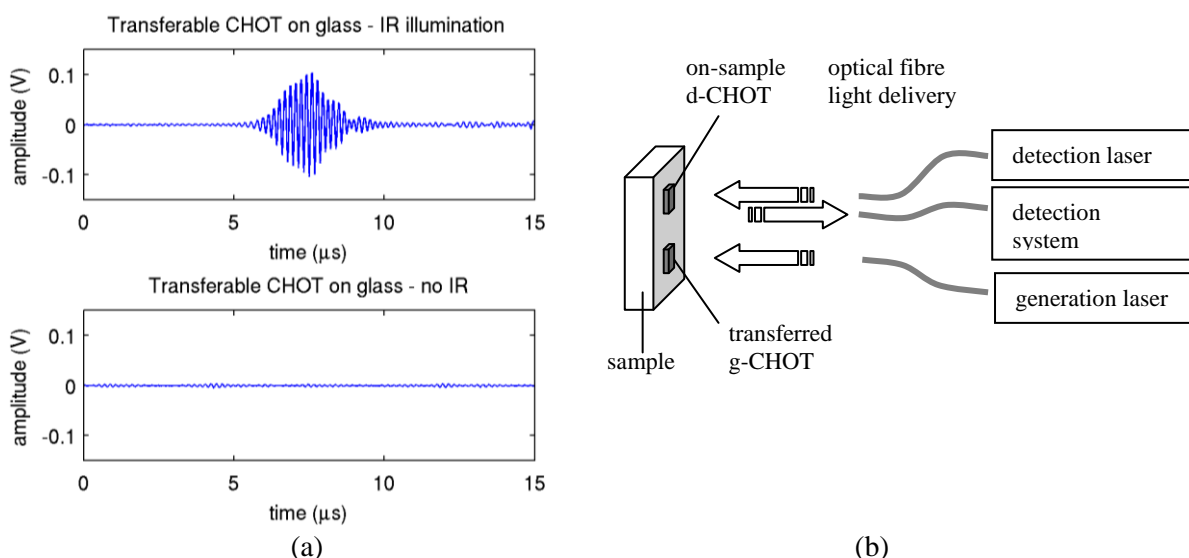 Transferable CHOT on glass - IR illumination
amplitude (V)
0.1
0
-0.1
0
5
10
15
time (μs)
Transferable CHOT on glass - no IR
amplitude (V)
0.1
0
-0.1
0
5
10
15
time (μs)
(a)
on-sample
d-CHOT
optical fibre
light delivery
detection laser
detection
system
generation laser
transferred
g-CHOT
sample
(b)